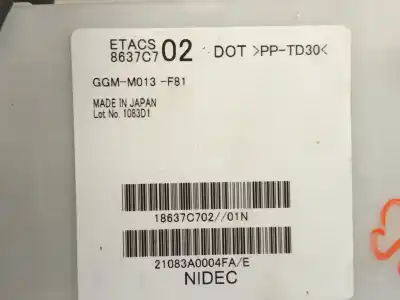 ETACS
8637C702 DOT >PP-TD30<
GGM-M013-F81
MADE IN JAPAN
Lot No. 1083D1
18637C702//01N
21083A0004FA/E
NIDEC